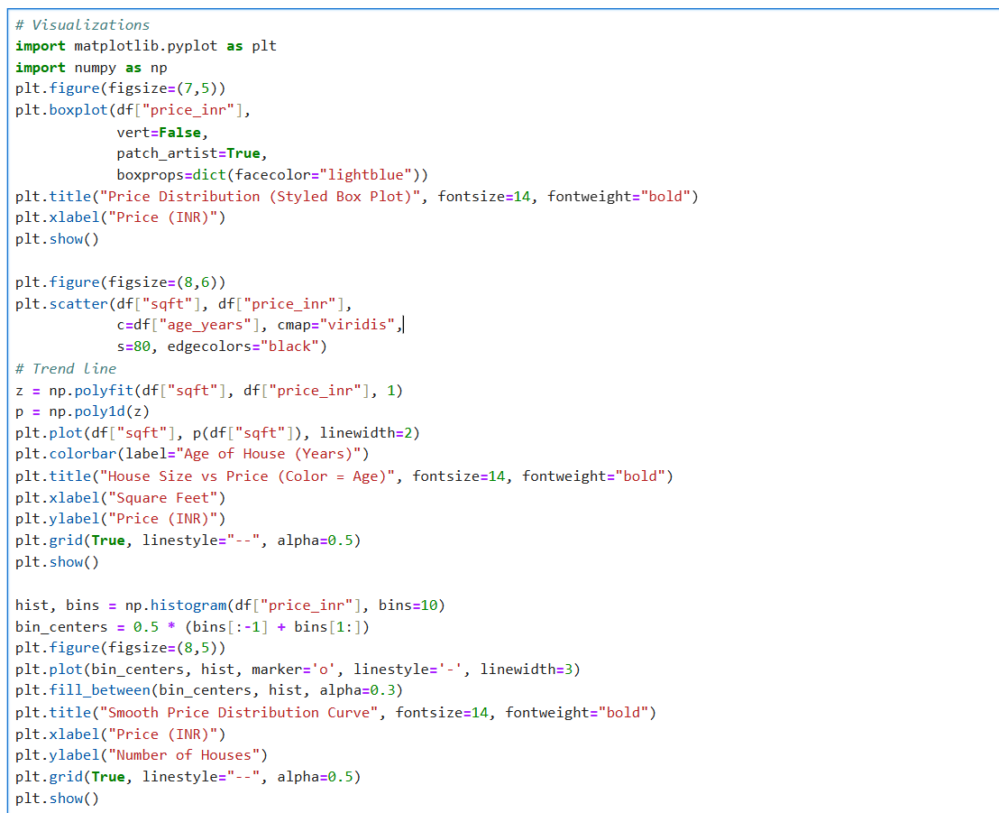 # Visualizations
import matplotlib.pyplot as plt
import numpy as np
plt.figure(figsize=(7,5))
plt.boxplot(df["price_inr"],
            vert=False,
            patch_artist=True,
            boxprops=dict(facecolor="lightblue"))
plt.title("Price Distribution (Styled Box Plot)", fontsize=14, fontweight="bold")
plt.xlabel("Price (INR)")
plt.show()

plt.figure(figsize=(8,6))
plt.scatter(df["sqft"], df["price_inr"],
            c=df["age_years"], cmap="viridis",
            s=80, edgecolors="black")
# Trend line
z = np.polyfit(df["sqft"], df["price_inr"], 1)
p = np.poly1d(z)
plt.plot(df["sqft"], p(df["sqft"]), linewidth=2)
plt.colorbar(label="Age of House (Years)")
plt.title("House Size vs Price (Color = Age)", fontsize=14, fontweight="bold")
plt.xlabel("Square Feet")
plt.ylabel("Price (INR)")
plt.grid(True, linestyle="--", alpha=0.5)
plt.show()

hist, bins = np.histogram(df["price_inr"], bins=10)
bin_centers = 0.5 * (bins[:-1] + bins[1:])
plt.figure(figsize=(8,5))
plt.plot(bin_centers, hist, marker='o', linestyle='-', linewidth=3)
plt.fill_between(bin_centers, hist, alpha=0.3)
plt.title("Smooth Price Distribution Curve", fontsize=14, fontweight="bold")
plt.xlabel("Price (INR)")
plt.ylabel("Number of Houses")
plt.grid(True, linestyle="--", alpha=0.5)
plt.show()